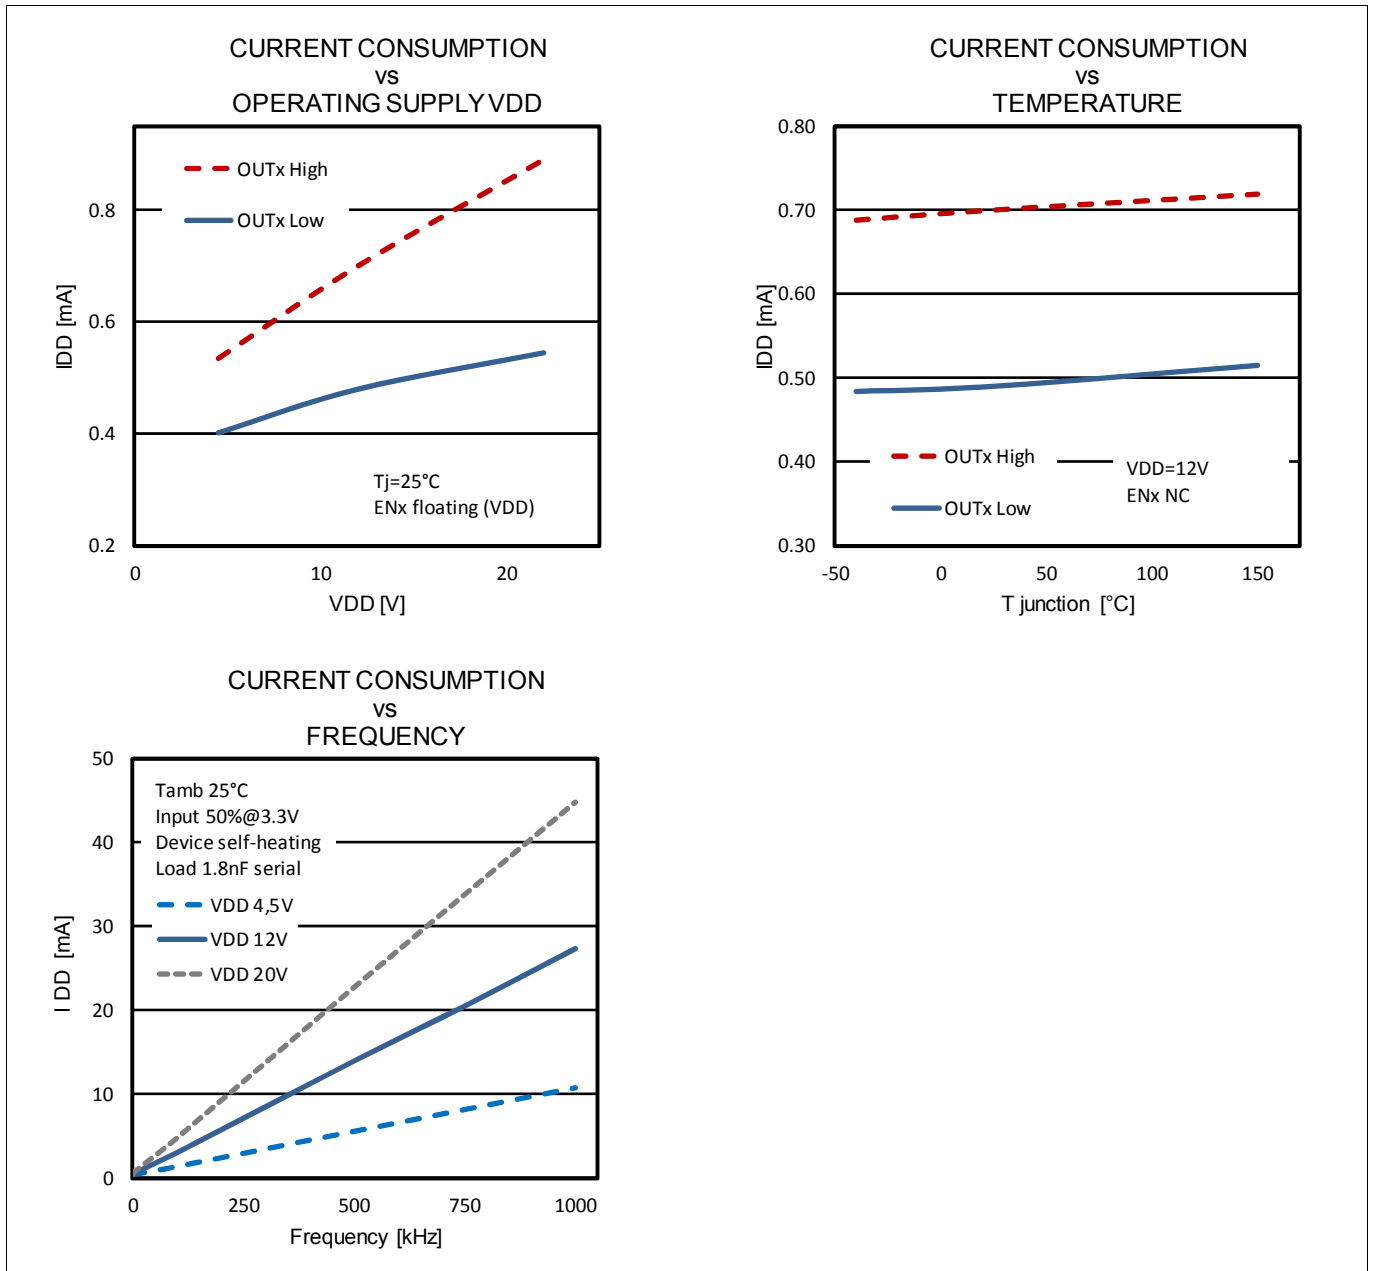 CURRENT CONSUMPTION
vs
OPERATING SUPPLY VDD
0.8
0.6
0.4
0.2
IDD [mA]
OUTx High
OUTx Low
Tj=25°C
ENx floating (VDD)
0 10 20
VDD [V]
CURRENT CONSUMPTION
vs
TEMPERATURE
0.80
0.70
0.60
0.50
0.40
0.30
IDD [mA]
OUTx High
OUTx Low
VDD=12V
ENx NC
-50 0 50 100 150
T junction [°C]
CURRENT CONSUMPTION
vs
FREQUENCY
50
40
30
20
10
0
I DD [mA]
Tamb 25°C
Input 50%@3.3V
Device self-heating
Load 1.8nF serial
VDD 4,5V
VDD 12V
VDD 20V
0 250 500 750 1000
Frequency [kHz]